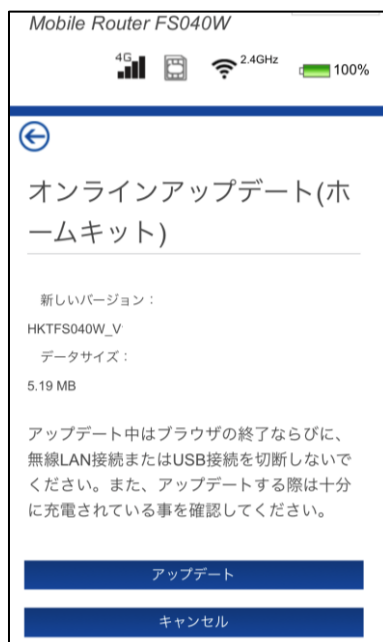 Mobile Router FS040W
4G
2.4GHz
100%
オンラインアップデート(ホ
ームキット)
新しいバージョン：
HKTFS040W_V
データサイズ：
5.19 MB
アップデート中はブラウザの終了ならびに、
無線LAN接続またはUSB接続を切断しないで
ください。また、アップデートする際は十分
に充電されている事を確認してください。
アップデート
キャンセル